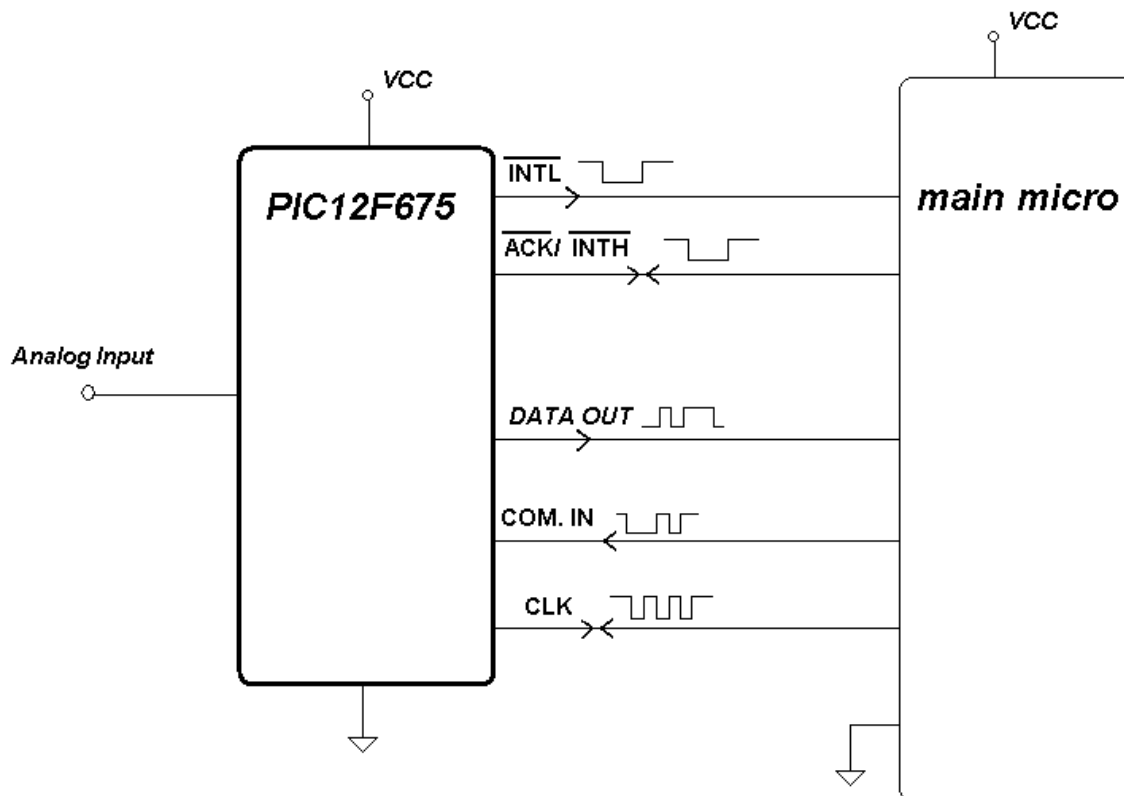 VCC
VCC
INTL
PIC12F675
main micro
ACK/ INTH
Analog Input
DATA OUT
COM. IN
CLK